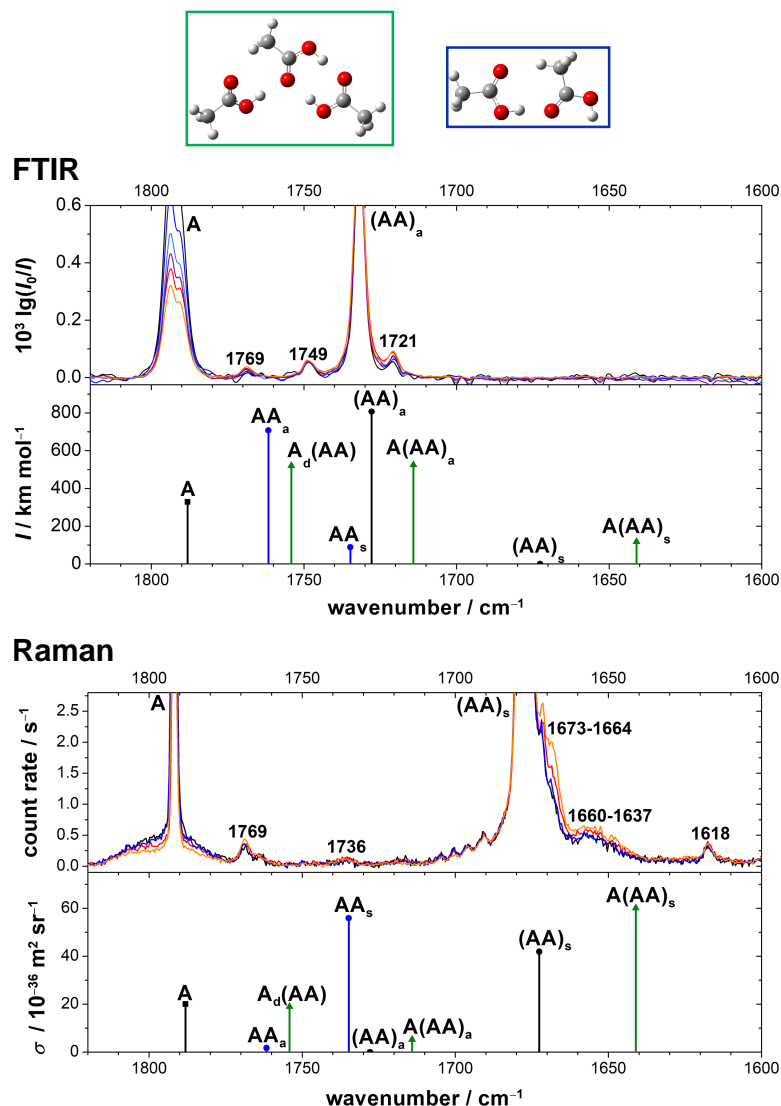 FTIR
1800 1750 1700 1650 1600
0.6
0.4
0.2
0.0
10³ lg(I₀/I)
A
(AA)ₐ
1769
1749
1721
800
600
400
200
0
I / km mol⁻¹
A
AAₐ
A_d(AA)
AAₛ
(AA)ₐ
A(AA)ₐ
(AA)ₛ
A(AA)ₛ
1800 1750 1700 1650 1600
wavenumber / cm⁻¹
Raman
1800 1750 1700 1650 1600
2.5
2.0
1.5
1.0
0.5
0.0
count rate / s⁻¹
A
(AA)ₛ
1673-1664
1660-1637
1769
1736
1618
60
40
20
0
σ / 10⁻³⁶ m² sr⁻¹
A
AAₐ
A_d(AA)
AAₛ
(AA)ₐ
A(AA)ₐ
(AA)ₛ
A(AA)ₛ
1800 1750 1700 1650 1600
wavenumber / cm⁻¹